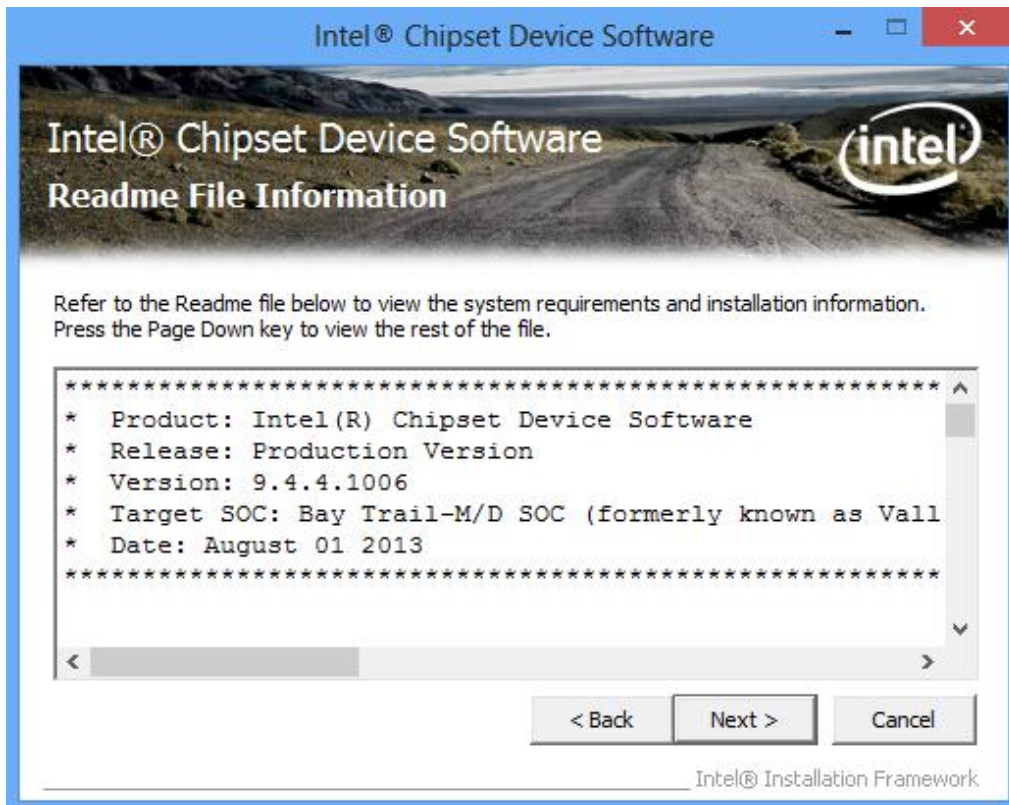 Intel® Chipset Device Software
Intel® Chipset Device Software
intel
Readme File Information
Refer to the Readme file below to view the system requirements and installation information.
Press the Page Down key to view the rest of the file.
*********************************************************
* Product: Intel(R) Chipset Device Software
* Release: Production Version
* Version: 9.4.4.1006
* Target SOC: Bay Trail-M/D SOC (formerly known as Vall
* Date: August 01 2013
*********************************************************
< Back Next > Cancel
Intel® Installation Framework